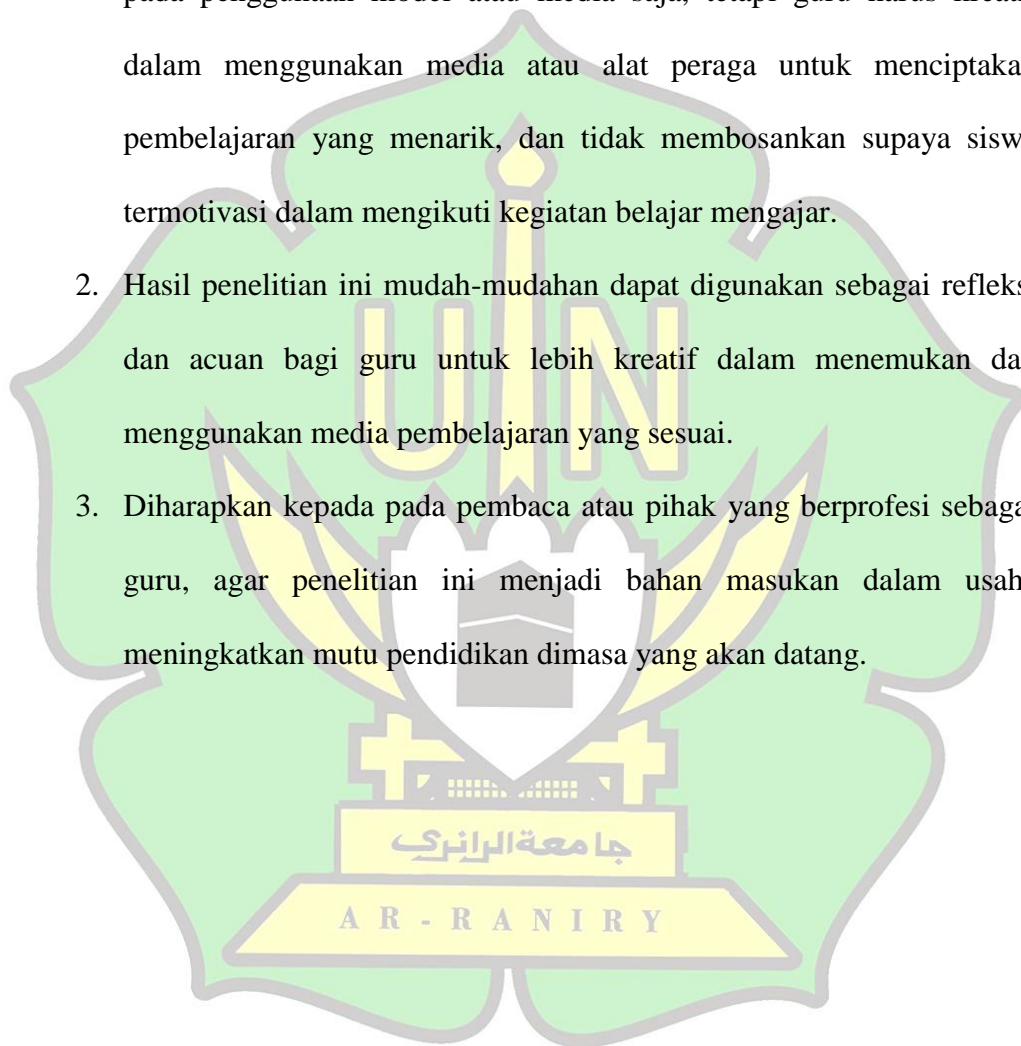 dalam menggunakan media atau alat peraga untuk menciptaka
pembelajaran yang menarik, dan tidak membosankan supaya sisw
termotivasi dalam mengikuti kegiatan belajar mengajar.
2. Hasil penelitian ini mudah-mudahan dapat digunakan sebagai refleks
dan acuan bagi guru untuk lebih kreatif dalam menemukan da
menggunakan media pembelajaran yang sesuai.
3. Diharapkan kepada pada pembaca atau pihak yang berprofesi sebaga
guru, agar penelitian ini menjadi bahan masukan dalam usah
meningkatkan mutu pendidikan dimasa yang akan datang.
UIN
جامعةالرانري
AR-RANIRY